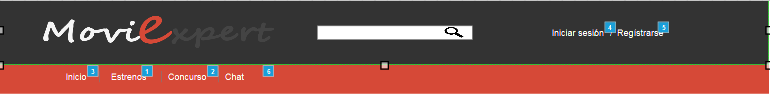 MoviExpert
Iniciar sesión 4 / Registrarse 5
Inicio 3 Estrenos 1 Concurso 2 Chat 6